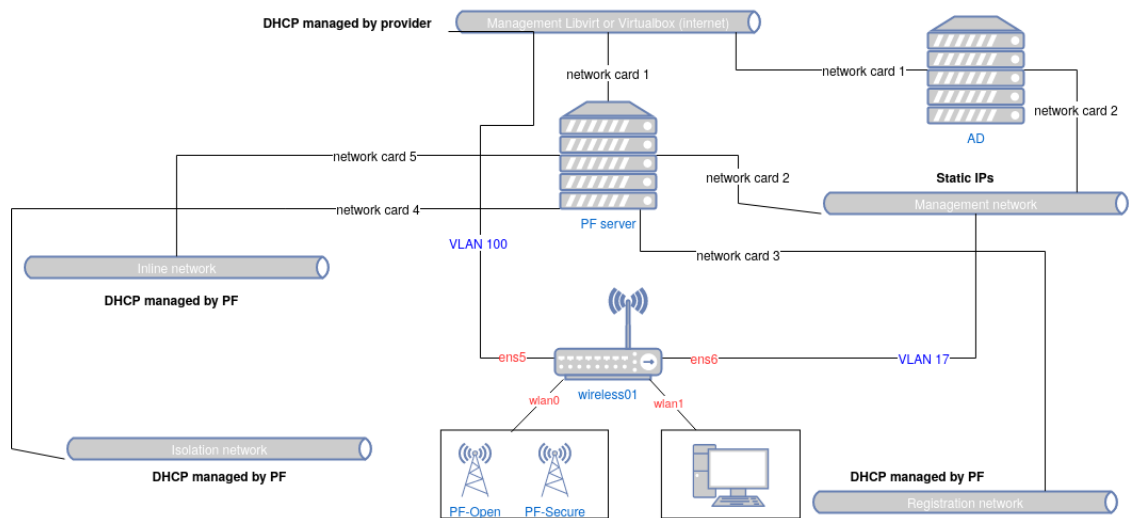 DHCP managed by provider
Management Libvirt or Virtualbox (internet)
network card 1
network card 1
network card 2
AD
network card 5
network card 2
Static IPs
Management network
network card 4
PF server
VLAN 100
network card 3
Inline network
DHCP managed by PF
ens5
ens6
VLAN 17
wireless01
wlan0
wlan1
Isolation network
DHCP managed by PF
PF-Open
PF-Secure
DHCP managed by PF
Registration network